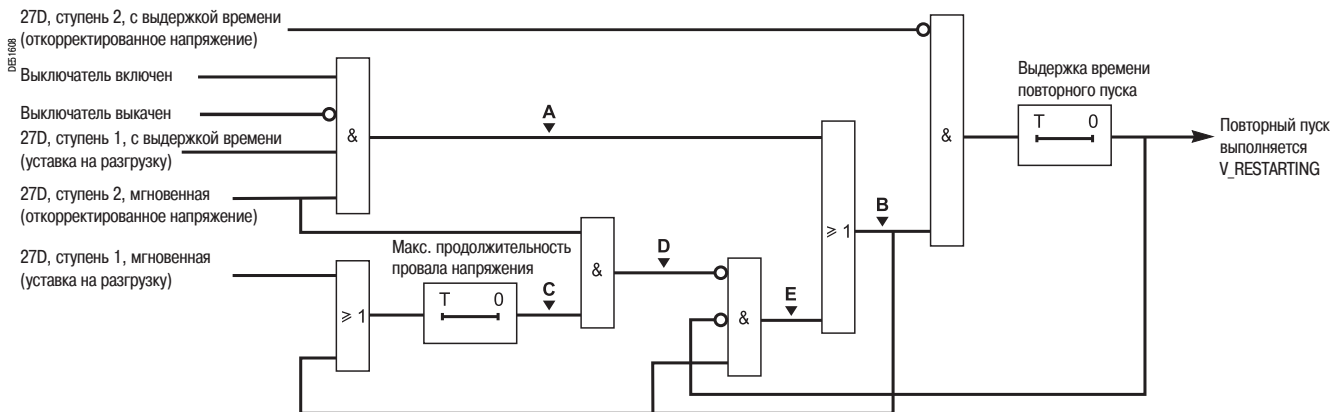 27D, ступень 2, с выдержкой времени
(откорректированное напряжение)
DE51608
Выключатель включен
Выключатель выкачен
27D, ступень 1, с выдержкой времени
(уставка на разгрузку)
27D, ступень 2, мгновенная
(откорректированное напряжение)
27D, ступень 1, мгновенная
(уставка на разгрузку)
&
A
Макс. продолжительность
провала напряжения
⩾ 1
T 0
C
&
D
&
E
⩾ 1
B
&
Выдержка времени
повторного пуска
T 0
Повторный пуск
выполняется
V_RESTARTING